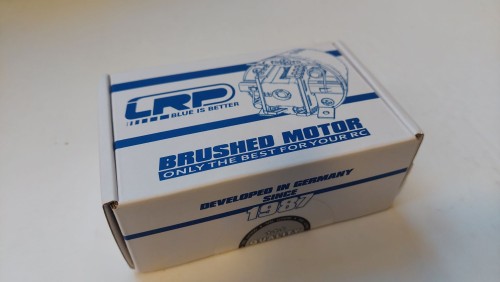 LRP
BLUE IS BETTER
BRUSHED MOTOR
ONLY THE BEST FOR YOUR RC
DEVELOPED IN GERMANY
SINCE
1987